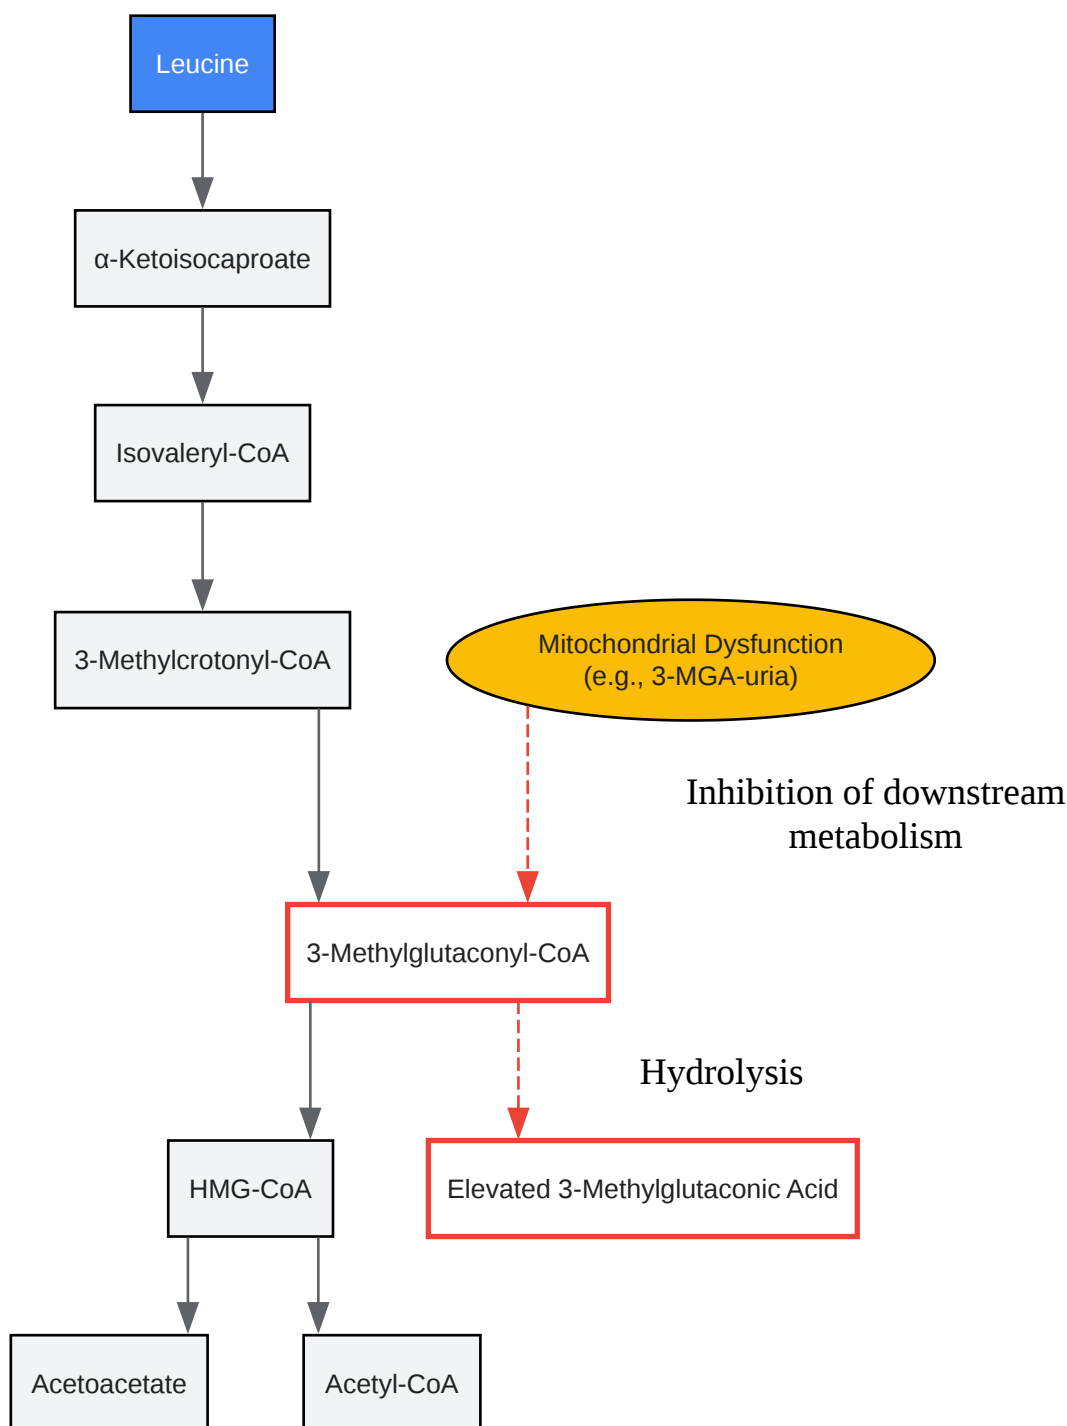 Leucine
α-Ketoisocaproate
Isovaleryl-CoA
3-Methylcrotonyl-CoA
Mitochondrial Dysfunction
(e.g., 3-MGA-uria)
Inhibition of downstream
metabolism
3-Methylglutaconyl-CoA
Hydrolysis
HMG-CoA
Elevated 3-Methylglutaconic Acid
Acetoacetate
Acetyl-CoA